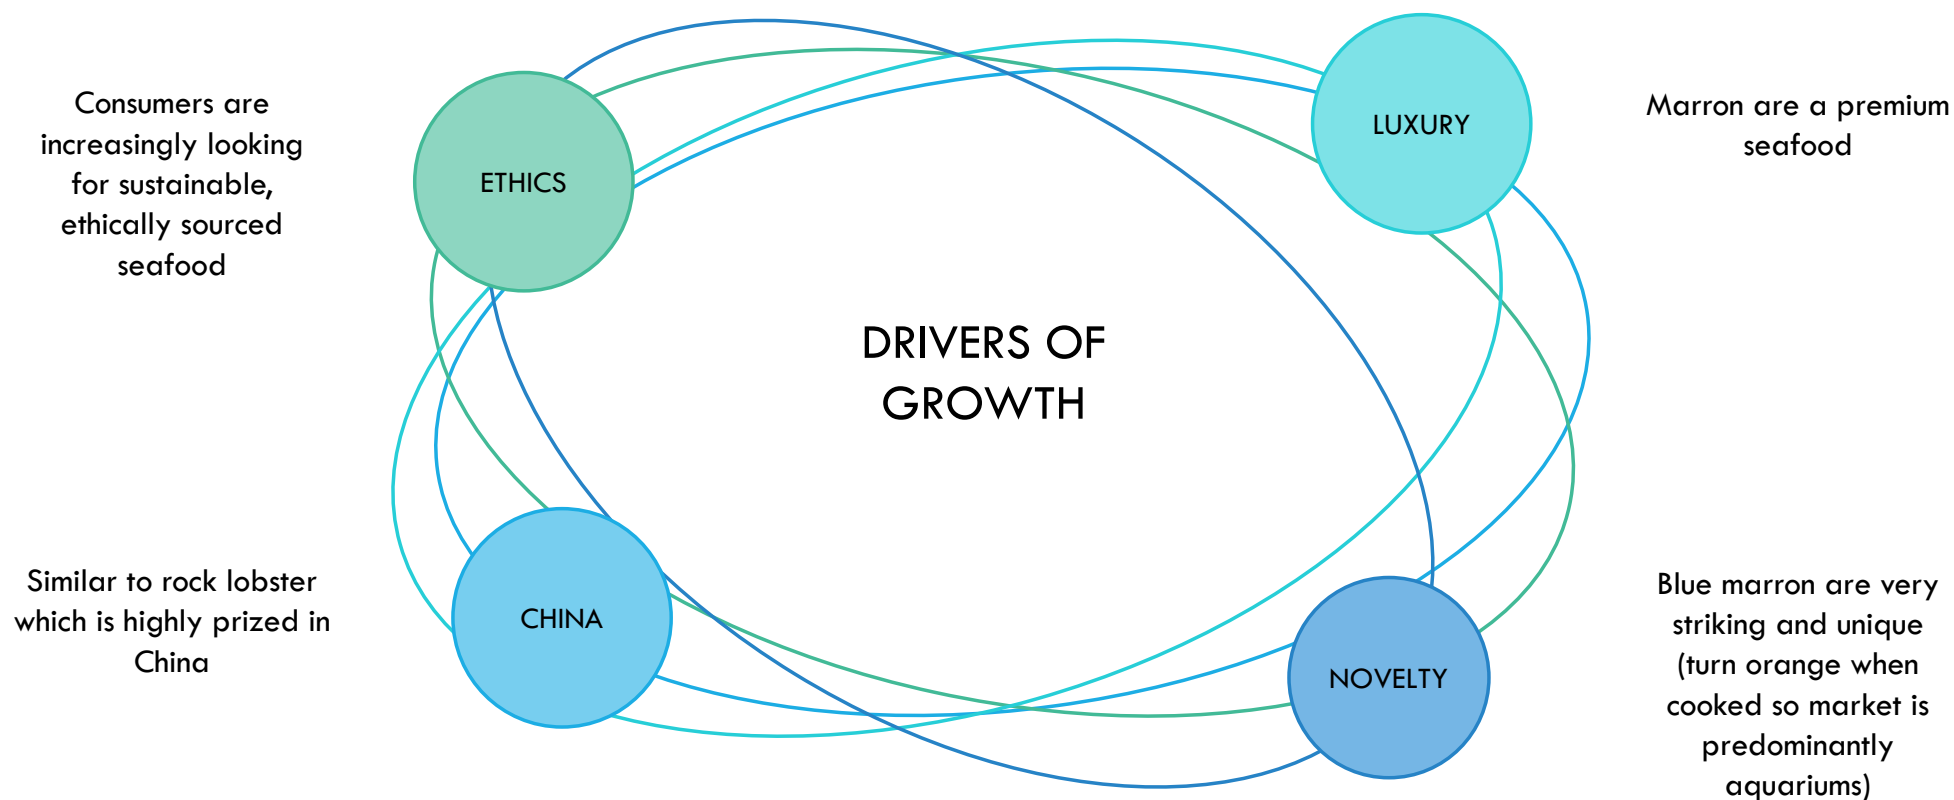 Consumers are
increasingly looking
for sustainable,
ethically sourced
seafood
ETHICS
LUXURY
Marron are a premium
seafood
DRIVERS OF
GROWTH
Similar to rock lobster
which is highly prized in
China
CHINA
NOVELTY
Blue marron are very
striking and unique
(turn orange when
cooked so market is
predominantly
aquariums)